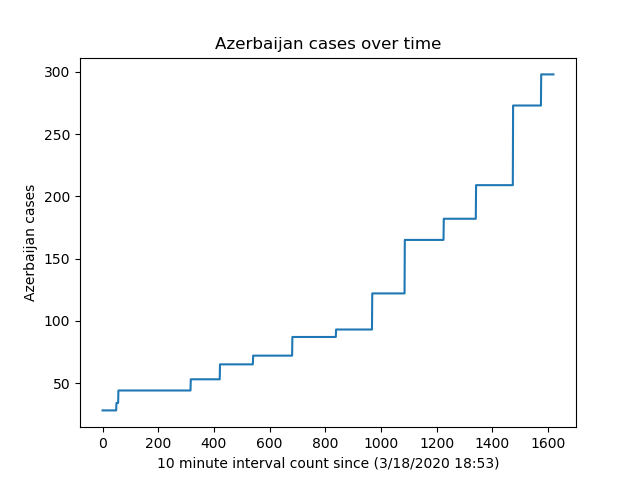 Azerbaijan cases over time
300
250
200
150
100
50
Azerbaijan cases
0 200 400 600 800 1000 1200 1400 1600
10 minute interval count since (3/18/2020 18:53)